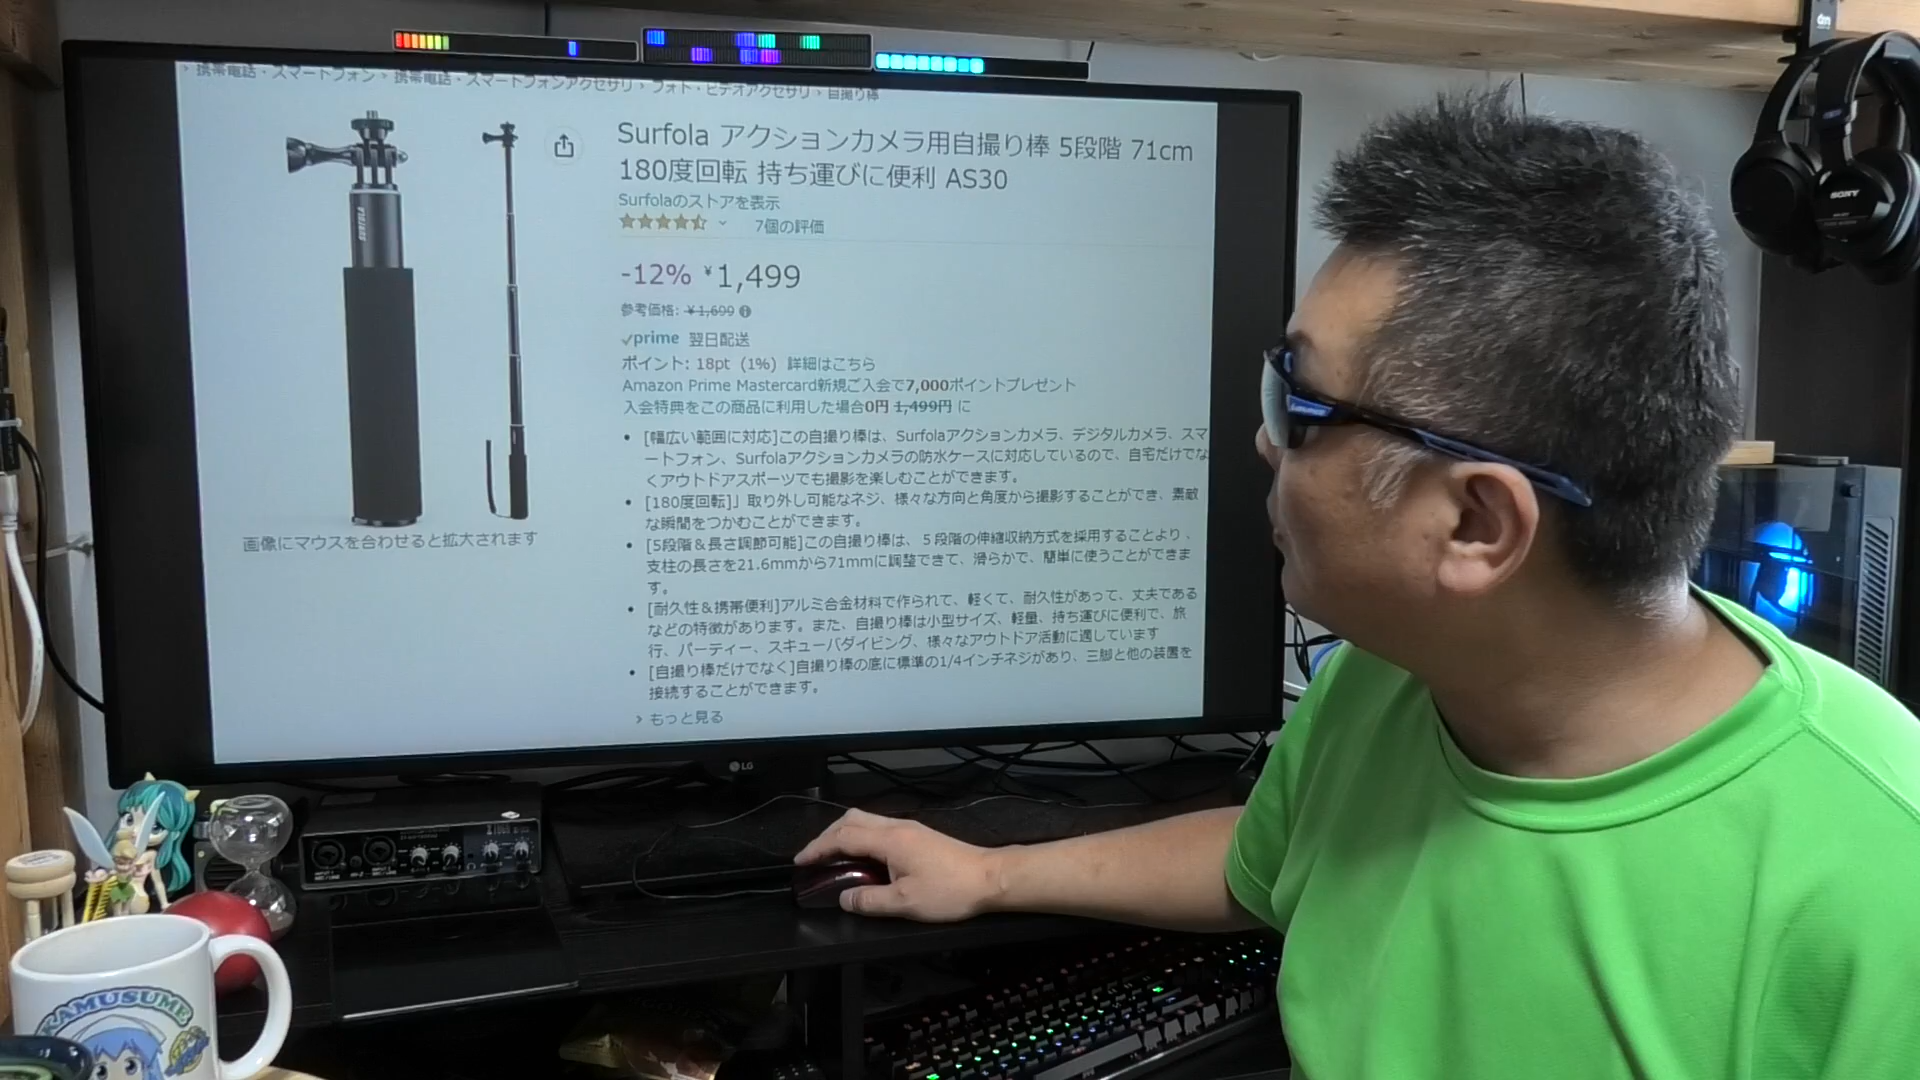 › 携帯電話・スマートフォン › 携帯電話・スマートフォンアクセサリ › フォト・ビデオアクセサリ › 自撮り棒
Surfola アクションカメラ用自撮り棒 5段階 71cm
180度回転 持ち運びに便利 AS30
Surfolaのストアを表示
7個の評価
-12% ¥1,499
参考価格: ¥1,699
prime 翌日配送
ポイント: 18pt (1%) 詳細はこちら
Amazon Prime Mastercard新規ご入会で7,000ポイントプレゼント
入会特典をこの商品に利用した場合0円 1,499円 に
• [幅広い範囲に対応]この自撮り棒は、Surfolaアクションカメラ、デジタルカメラ、スマ
ートフォン、Surfolaアクションカメラの防水ケースに対応しているので、自宅だけでな
くアウトドアスポーツでも撮影を楽しむことができます。
• [180度回転]」取り外し可能なネジ、様々な方向と角度から撮影することができ、素敵
な瞬間をつかむことができます。
• [5段階＆長さ調節可能]この自撮り棒は、５段階の伸縮収納方式を採用することより、
支柱の長さを21.6mmから71mmに調整できて、滑らかで、簡単に使うことができま
す。
• [耐久性＆携帯便利]アルミ合金材料で作られて、軽くて、耐久性があって、丈夫である
などの特徴があります。また、自撮り棒は小型サイズ、軽量、持ち運びに便利で、旅
行、パーティー、スキューバダイビング、様々なアウトドア活動に適しています
• [自撮り棒だけでなく]自撮り棒の底に標準の1/4インチネジがあり、三脚と他の装置を
接続することができます。
› もっと見る
画像にマウスを合わせると拡大されます
SURFOLA
LG
SONY
KAMUSUME